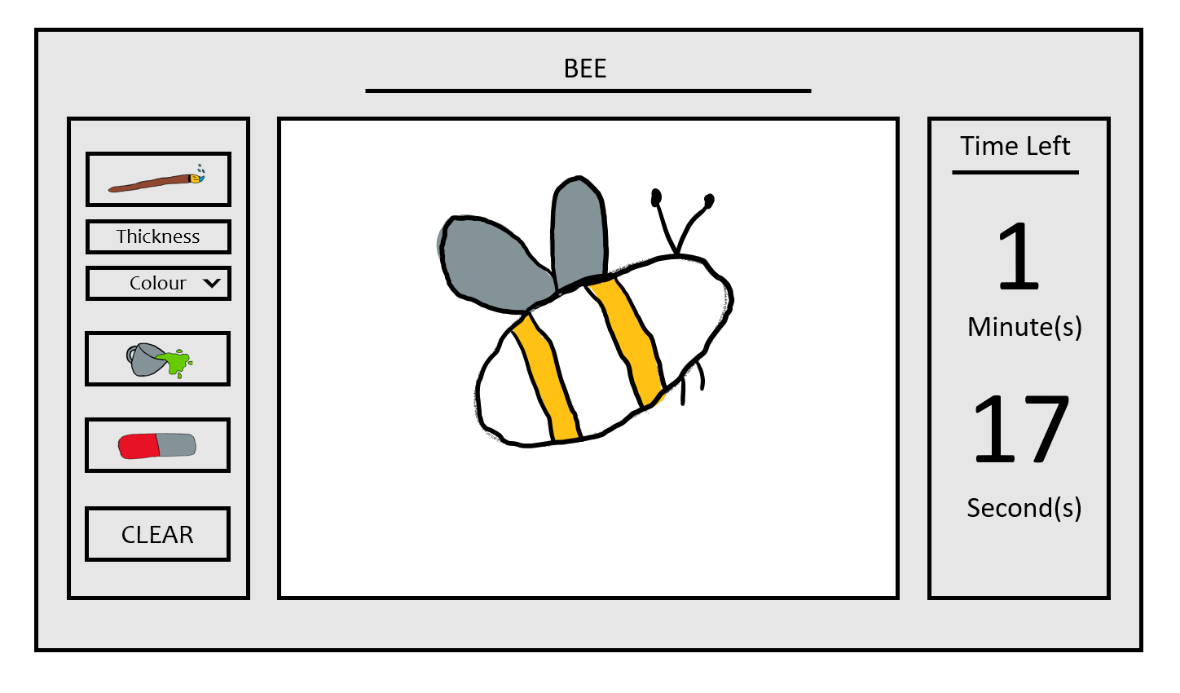 BEE
Thickness
Colour
CLEAR
Time Left
1
Minute(s)
17
Second(s)